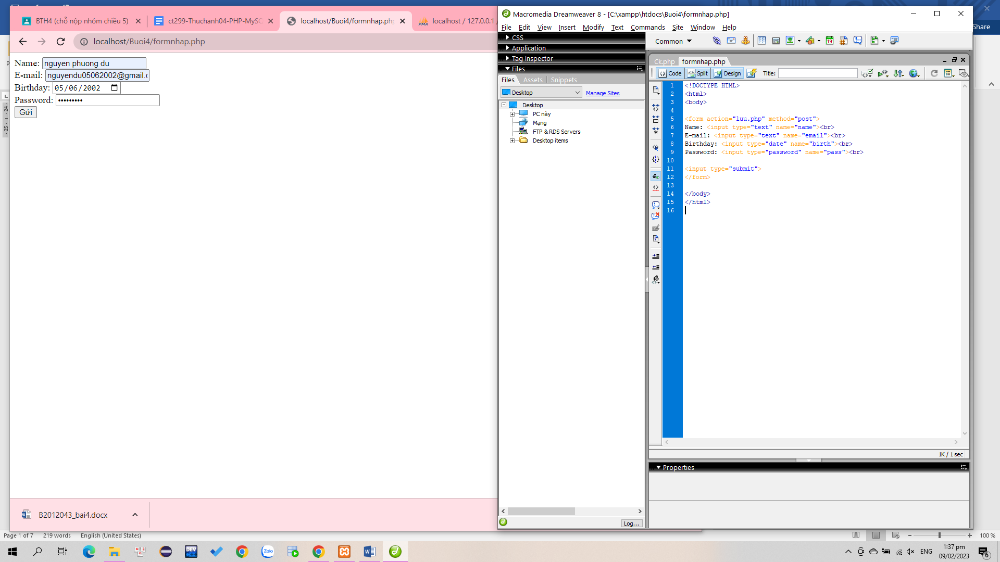 BTH4 (chỗ nộp nhóm chiều 5)
ct299-Thuchanh04-PHP-MySQ
localhost/Buoi4/formnhap.php
localhost / 127.0.0.1 /
localhost/Buoi4/formnhap.php
Name: nguyen phuong du
E-mail: nguyendu05062002@gmail.c
Birthday: 05/06/2002
Password: •••••••••
Gửi
B2012043_bai4.docx
Macromedia Dreamweaver 8 - [C:\xampp\htdocs\Buoi4\formnhap.php]
File Edit View Insert Modify Text Commands Site Window Help
Share
CSS
Application
Tag Inspector
Files
Files Assets Snippets
Desktop Manage Sites
Desktop
PC này
Mạng
FTP & RDS Servers
Desktop items
Log...
Common
Ck.php formnhap.php
Code Split Design Title:
1 <!DOCTYPE HTML>
2 <html>
3 <body>
4
5 <form action="luu.php" method="post">
6 Name: <input type="text" name="name"><br>
7 E-mail: <input type="text" name="email"><br>
8 Birthday: <input type="date" name="birth"><br>
9 Password: <input type="password" name="pass"><br>
10
11 <input type="submit">
12 </form>
13
14 </body>
15 </html>
16
1K / 1 sec
Properties
Page 1 of 7 219 words English (United States) 100 %
ENG
1:37 pm
09/02/2023
6